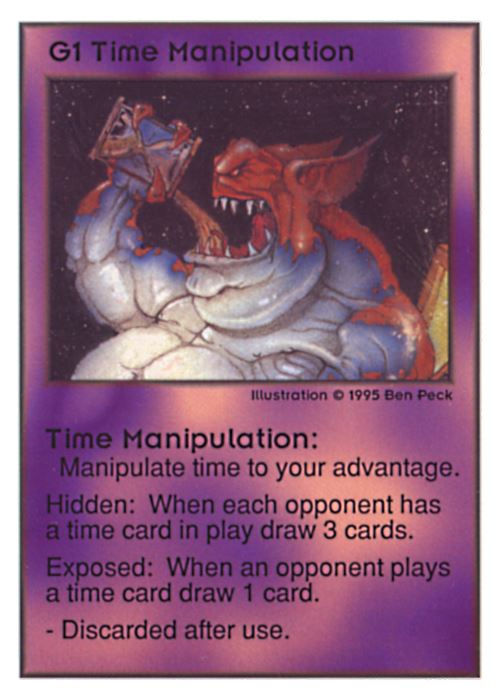 G1 Time Manipulation
Illustration © 1995 Ben Peck
Time Manipulation:
Manipulate time to your advantage.
Hidden: When each opponent has
a time card in play draw 3 cards.
Exposed: When an opponent plays
a time card draw 1 card.
- Discarded after use.